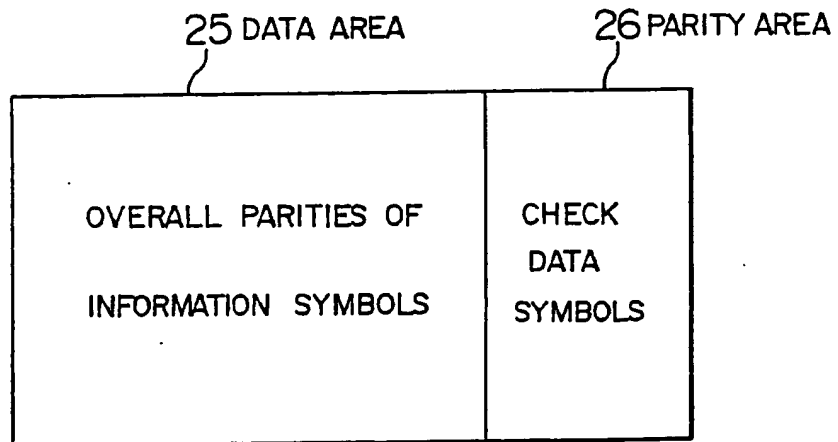 25 DATA AREA
26 PARITY AREA
OVERALL PARITIES OF
INFORMATION SYMBOLS
CHECK
DATA
SYMBOLS